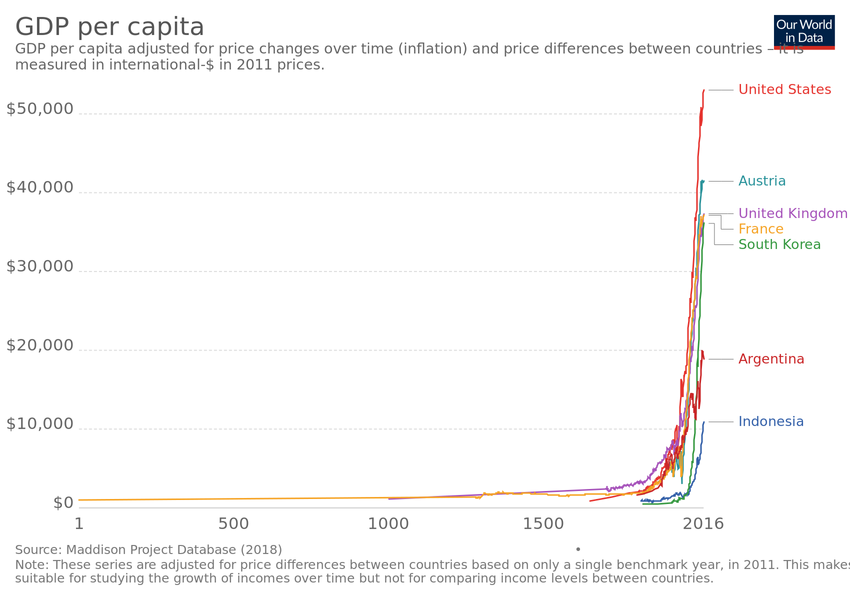 GDP per capita
Our World
in Data
GDP per capita adjusted for price changes over time (inflation) and price differences between countries – it is
measured in international-$ in 2011 prices.
United States
$50,000
$40,000
Austria
United Kingdom
France
South Korea
$30,000
$20,000
Argentina
$10,000
Indonesia
$0
1 500 1000 1500 2016
Source: Maddison Project Database (2018) •
Note: These series are adjusted for price differences between countries based on only a single benchmark year, in 2011. This makes
suitable for studying the growth of incomes over time but not for comparing income levels between countries.